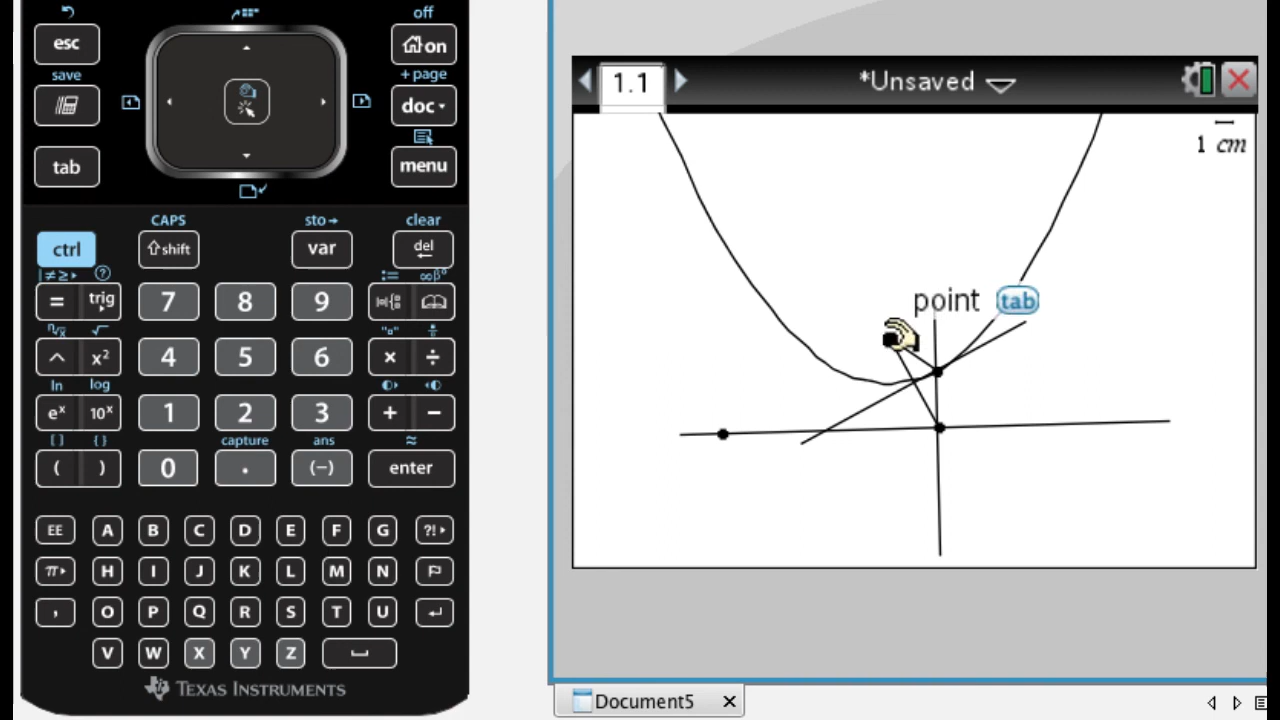 off
esc
on
save
+ page
doc
tab
menu
CAPS
sto→
clear
ctrl
⇧shift
var
del
|≠≥▸
:=
∞β°
=
trig
7
8
9
ⁿ√x
√
"□"
^
x²
4
5
6
×
÷
ln
log
eˣ
10ˣ
1
2
3
+
−
[ ]
{ }
capture
ans
≈
(
)
0
.
(−)
enter
EE
A
B
C
D
E
F
G
?!▸
π▸
H
I
J
K
L
M
N
,
O
P
Q
R
S
T
U
V
W
X
Y
Z
TEXAS INSTRUMENTS
1.1
*Unsaved
1 cm
point tab
Document5